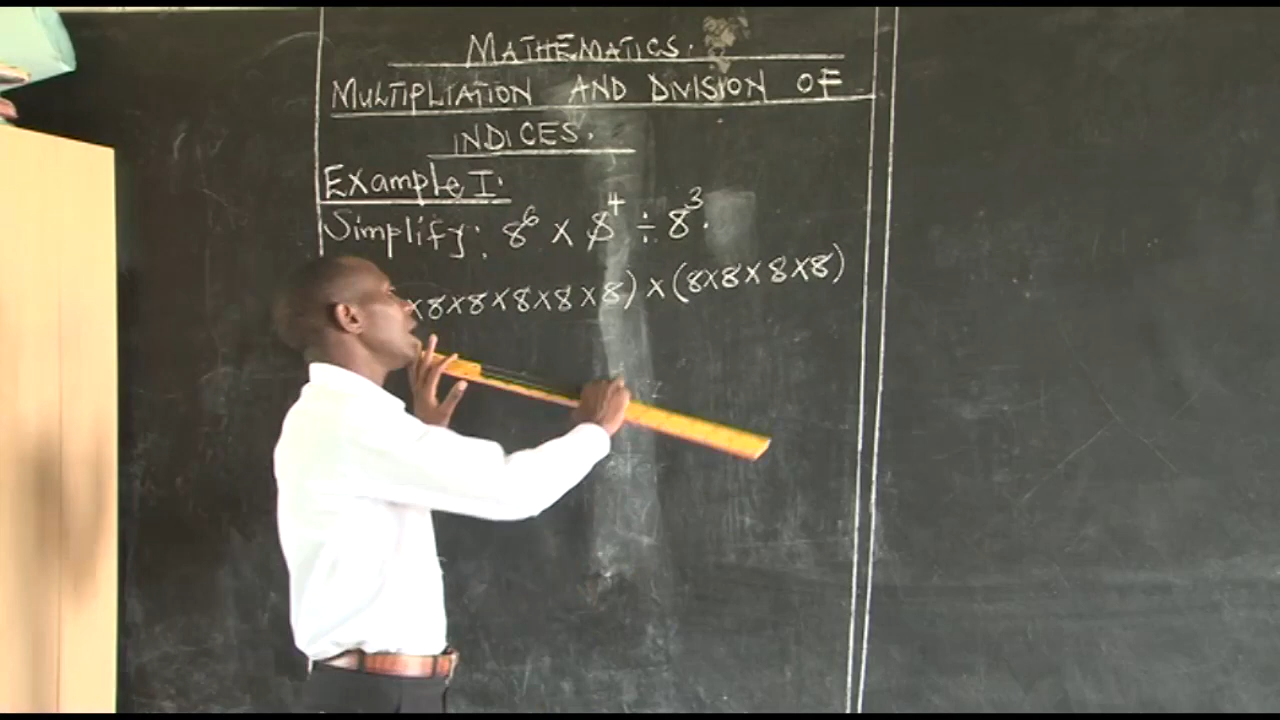 MATHEMATICS.
MULTIPLIATION AND DIVISION OF
INDICES.
Example I:
Simplify: 8⁶ × 8⁴ ÷ 8³.
×8×8×8×8×8)×(8×8×8×8)